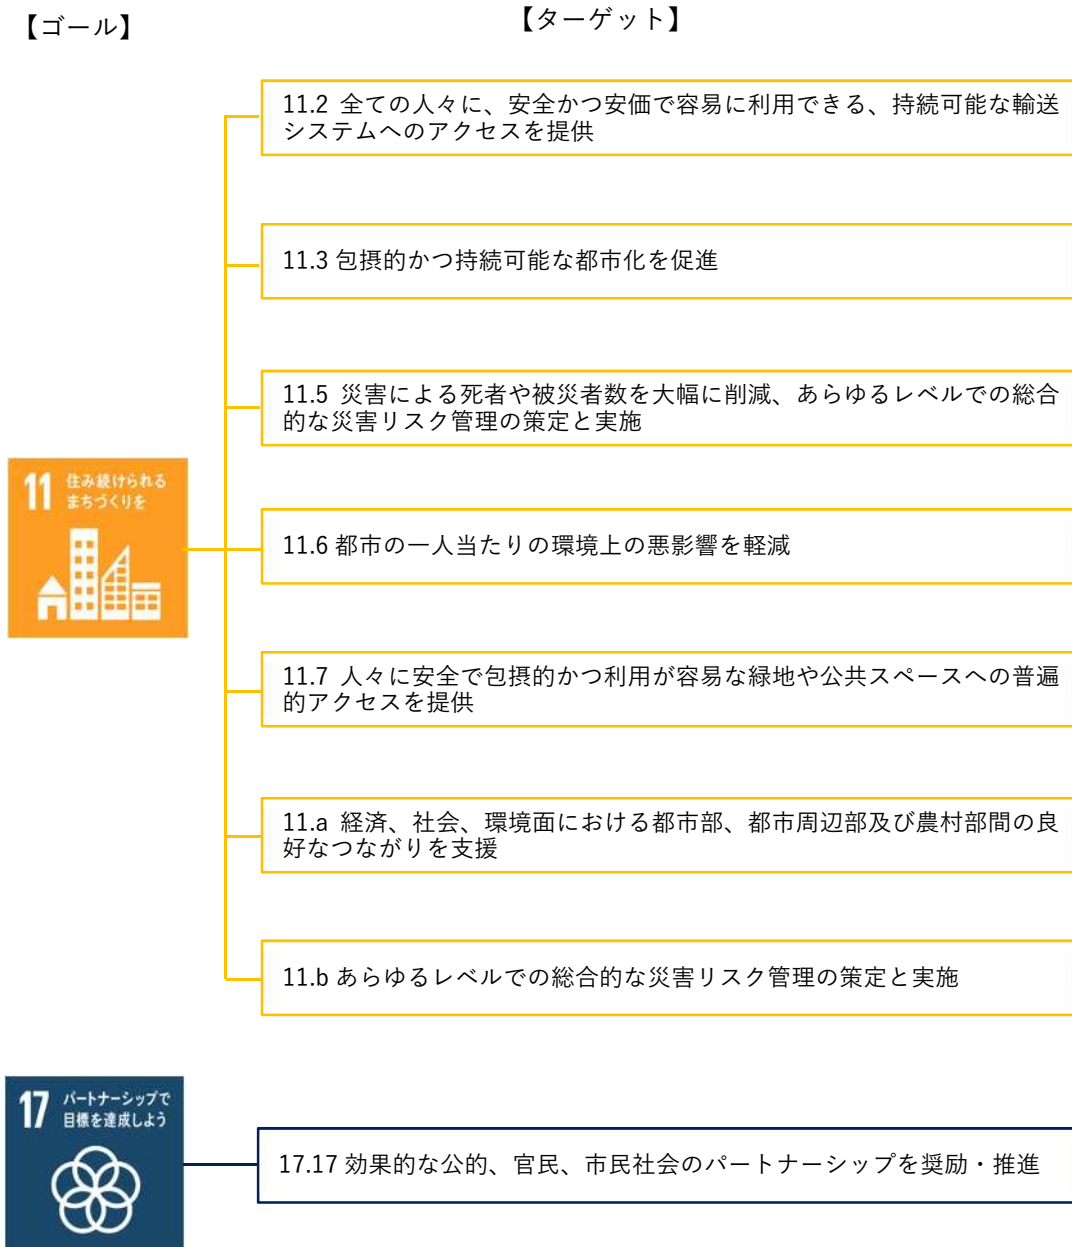 【ゴール】
【ターゲット】
11.2 全ての人々に、安全かつ安価で容易に利用できる、持続可能な輸送
システムへのアクセスを提供
11.3 包摂的かつ持続可能な都市化を促進
11.5 災害による死者や被災者数を大幅に削減、あらゆるレベルでの総合
的な災害リスク管理の策定と実施
11 住み続けられる
まちづくりを
11.6 都市の一人当たりの環境上の悪影響を軽減
11.7 人々に安全で包摂的かつ利用が容易な緑地や公共スペースへの普遍
的アクセスを提供
11.a 経済、社会、環境面における都市部、都市周辺部及び農村部間の良
好なつながりを支援
11.b あらゆるレベルでの総合的な災害リスク管理の策定と実施
17 パートナーシップで
目標を達成しよう
17.17 効果的な公的、官民、市民社会のパートナーシップを奨励・推進